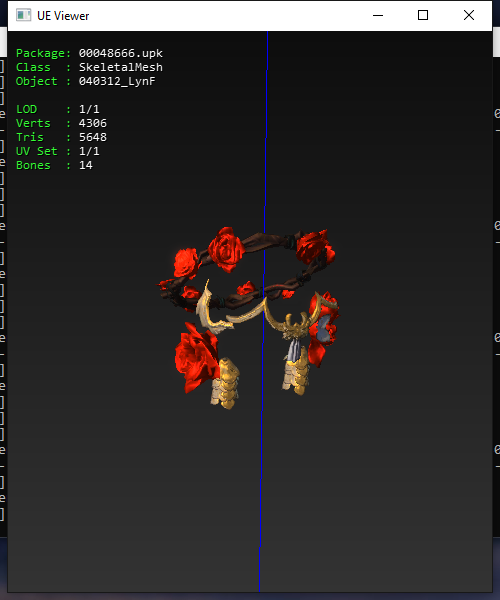 UE Viewer
Package: 00048666.upk
Class : SkeletalMesh
Object : 040312_LynF
LOD : 1/1
Verts : 4306
Tris : 5648
UV Set : 1/1
Bones : 14